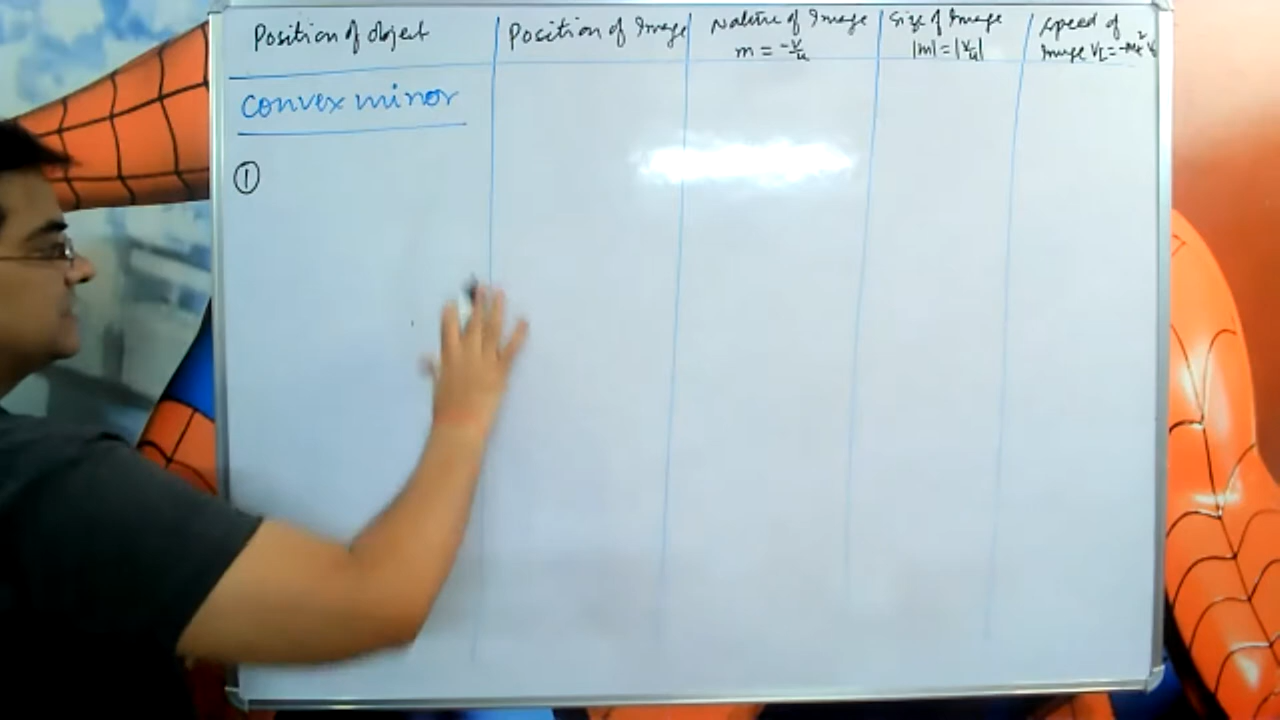 Position of object
Position of Image
Nature of Image
m = -v/u
Size of Image
|m| = |v/u|
Speed of
Image
convex mirror
①